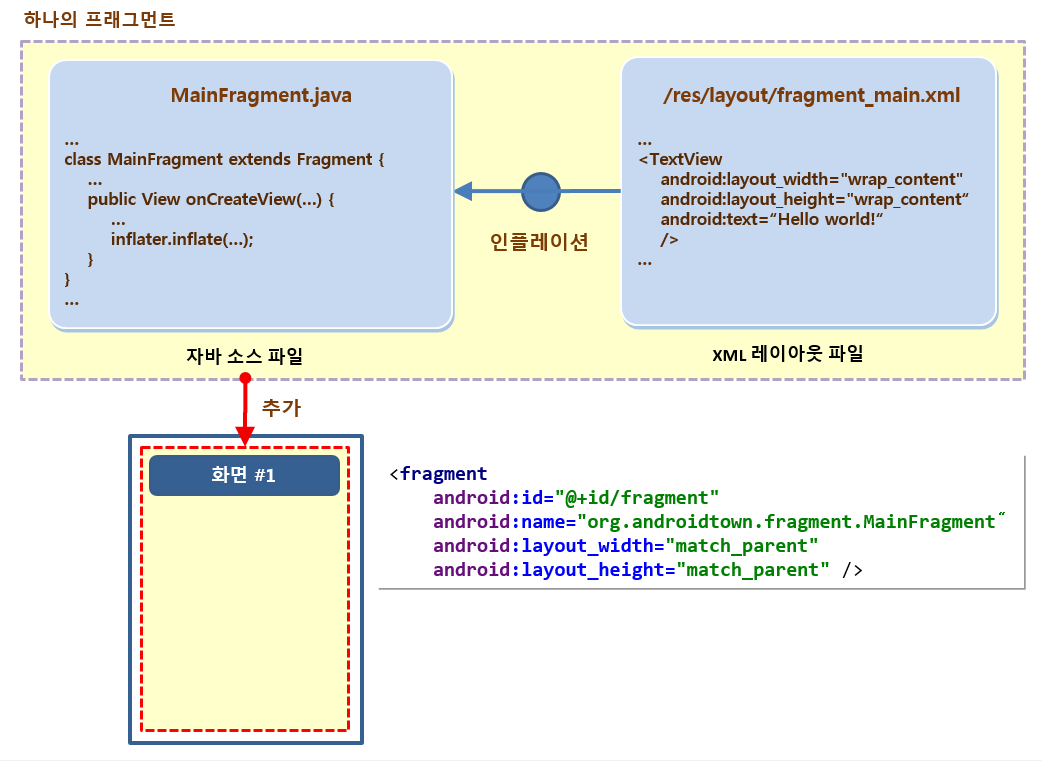 하나의 프래그먼트
MainFragment.java
...
class MainFragment extends Fragment {
...
public View onCreateView(...) {
...
inflater.inflate(...);
}
}
...
자바 소스 파일
인플레이션
/res/layout/fragment_main.xml
...
<TextView
android:layout_width="wrap_content"
android:layout_height="wrap_content“
android:text=“Hello world!“
/>
...
XML 레이아웃 파일
추가
화면 #1
<fragment
android:id="@+id/fragment"
android:name="org.androidtown.fragment.MainFragment˝
android:layout_width="match_parent"
android:layout_height="match_parent" />